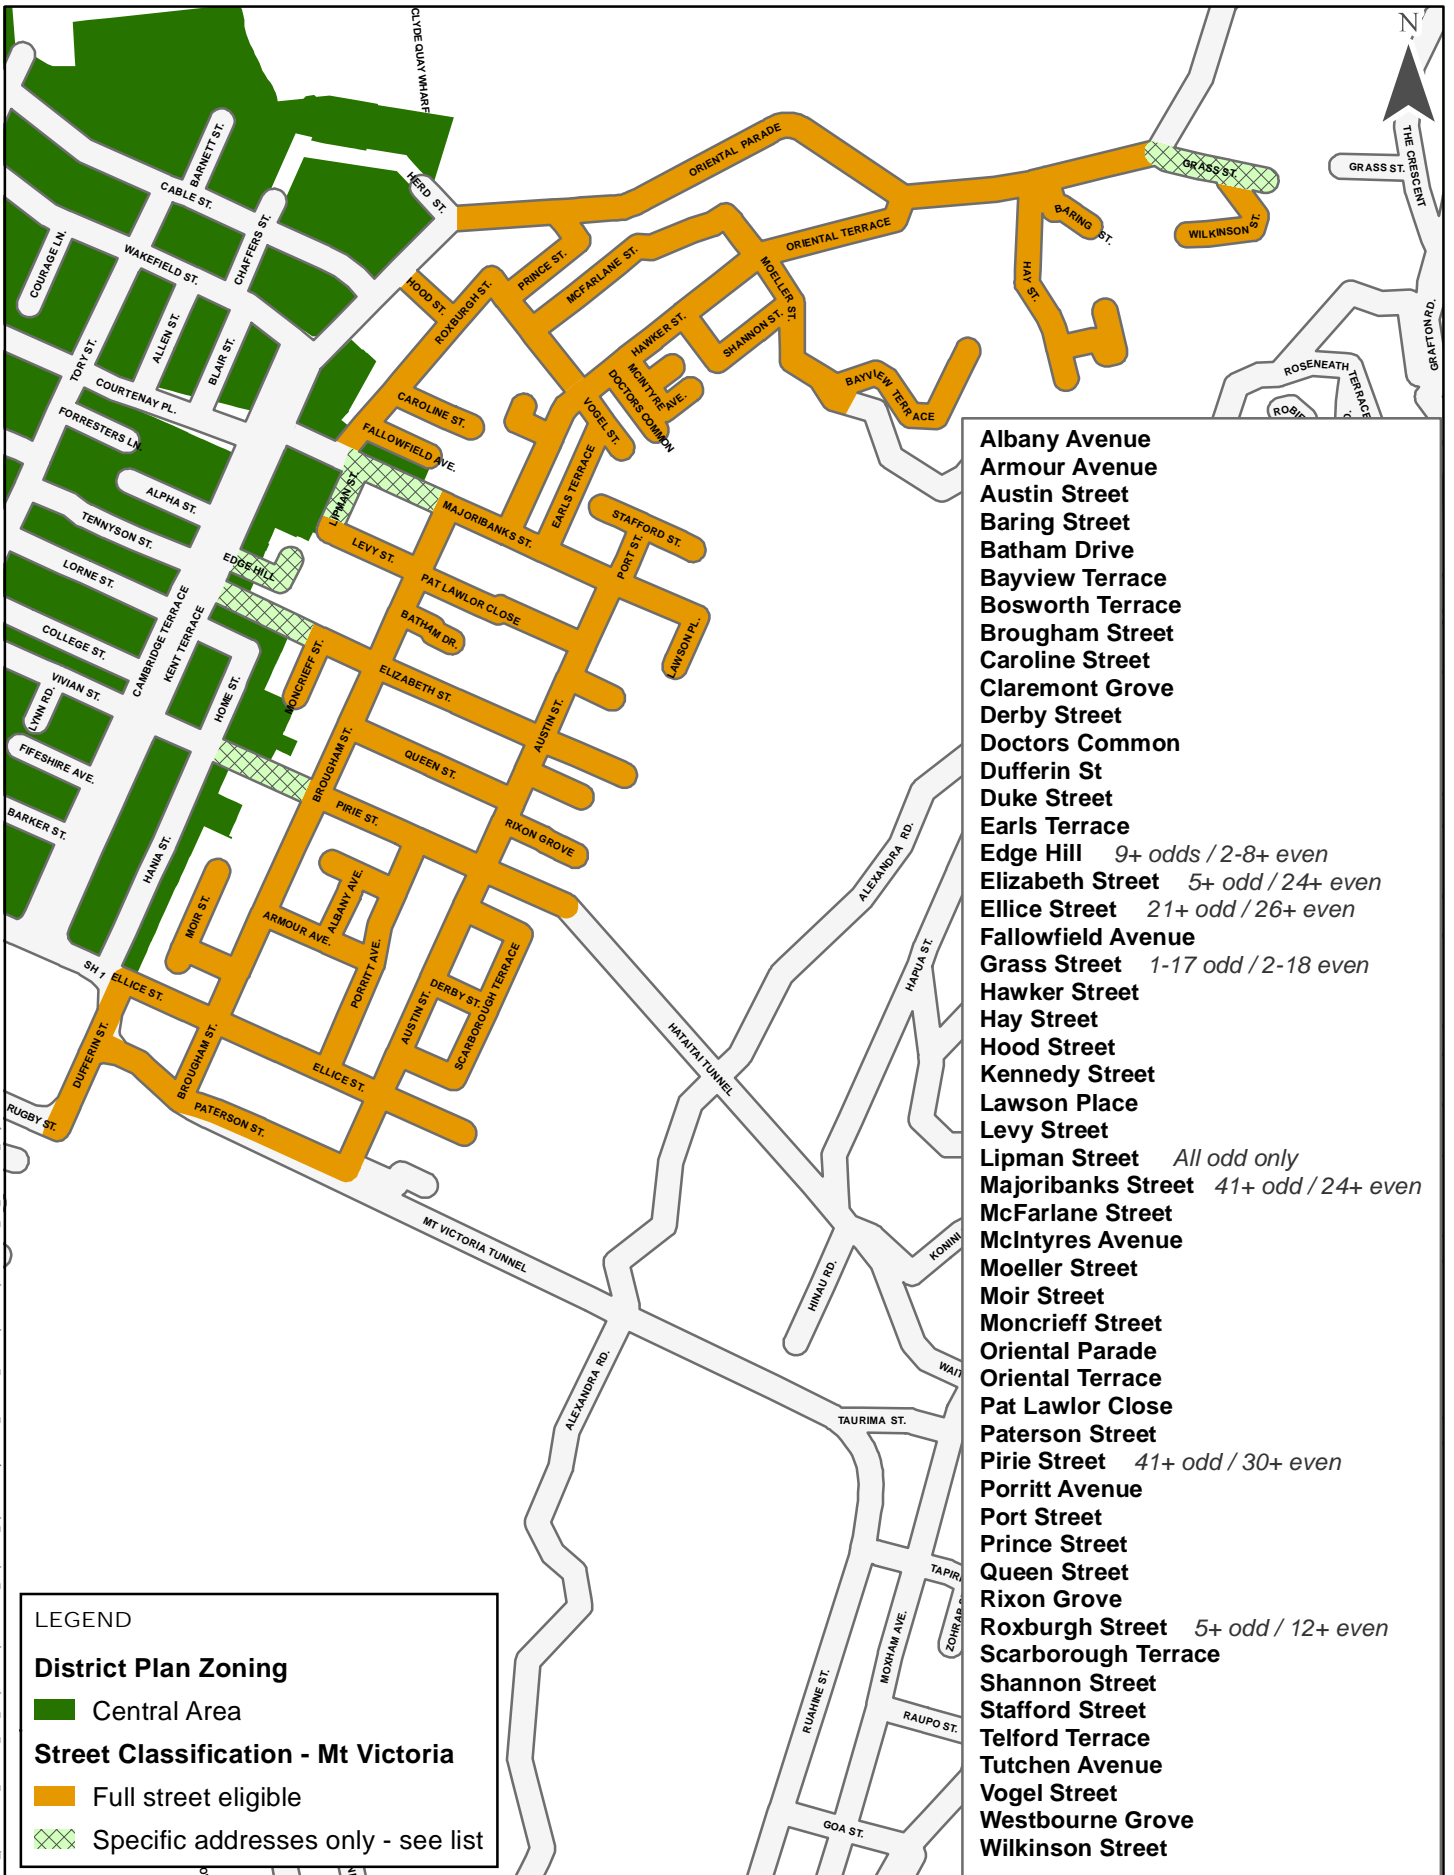 CLYDE QUAY WHARF
N
BARNETT ST.
CABLE ST.
HERD ST.
COURAGE LN.
WAKEFIELD ST.
CHAFFERS ST.
TORY ST.
ALLEN ST.
BLAIR ST.
COURTENAY PL.
FORRESTERS LN.
ALPHA ST.
TENNYSON ST.
LORNE ST.
COLLEGE ST.
VIVIAN ST.
LYNN RD.
FIFESHIRE AVE.
BARKER ST.
CAMBRIDGE TERRACE
KENT TERRACE
HOME ST.
HANIA ST.
SH 1
RUGBY ST.
ORIENTAL PARADE
GRASS ST.
GRASS ST.
THE CRESCENT
BARING ST.
WILKINSON ST.
ORIENTAL TERRACE
HAY ST.
PRINCE ST.
MCFARLANE ST.
MOELLER ST.
HOOD ST.
ROXBURGH ST.
HAWKER ST.
SHANNON ST.
MCINTYRE AVE.
DOCTORS COMMON
VOGEL ST.
BAYVIEW TERRACE
GRAFTON RD.
ROSENEATH TERRACE
CAROLINE ST.
FALLOWFIELD AVE.
LIPMAN ST.
MAJORIBANKS ST.
EARLS TERRACE
STAFFORD ST.
PORT ST.
LEVY ST.
EDGE HILL
PAT LAWLOR CLOSE
BATHAM DR.
LAWSON PL.
MONCRIEFF ST.
ELIZABETH ST.
AUSTIN ST.
BROUGHAM ST.
QUEEN ST.
PIRIE ST.
RIXON GROVE
ALBANY AVE.
ARMOUR AVE.
MOIR ST.
PORRITT AVE.
AUSTIN ST.
DERBY ST.
SCARBOROUGH TERRACE
ELLICE ST.
DUFFERIN ST.
BROUGHAM ST.
ELLICE ST.
PATERSON ST.
ALEXANDRA RD.
HAPUA ST.
HATAITAI TUNNEL
MT VICTORIA TUNNEL
HINAU RD.
KONINI
ALEXANDRA RD.
TAURIMA ST.
RUAHINE ST.
MOXHAM AVE.
RAUPO ST.
GOA ST.
Albany Avenue
Armour Avenue
Austin Street
Baring Street
Batham Drive
Bayview Terrace
Bosworth Terrace
Brougham Street
Caroline Street
Claremont Grove
Derby Street
Doctors Common
Dufferin St
Duke Street
Earls Terrace
Edge Hill 9+ odds / 2-8+ even
Elizabeth Street 5+ odd / 24+ even
Ellice Street 21+ odd / 26+ even
Fallowfield Avenue
Grass Street 1-17 odd / 2-18 even
Hawker Street
Hay Street
Hood Street
Kennedy Street
Lawson Place
Levy Street
Lipman Street All odd only
Majoribanks Street 41+ odd / 24+ even
McFarlane Street
McIntyres Avenue
Moeller Street
Moir Street
Moncrieff Street
Oriental Parade
Oriental Terrace
Pat Lawlor Close
Paterson Street
Pirie Street 41+ odd / 30+ even
Porritt Avenue
Port Street
Prince Street
Queen Street
Rixon Grove
Roxburgh Street 5+ odd / 12+ even
Scarborough Terrace
Shannon Street
Stafford Street
Telford Terrace
Tutchen Avenue
Vogel Street
Westbourne Grove
Wilkinson Street
LEGEND
District Plan Zoning
Central Area
Street Classification - Mt Victoria
Full street eligible
Specific addresses only - see list